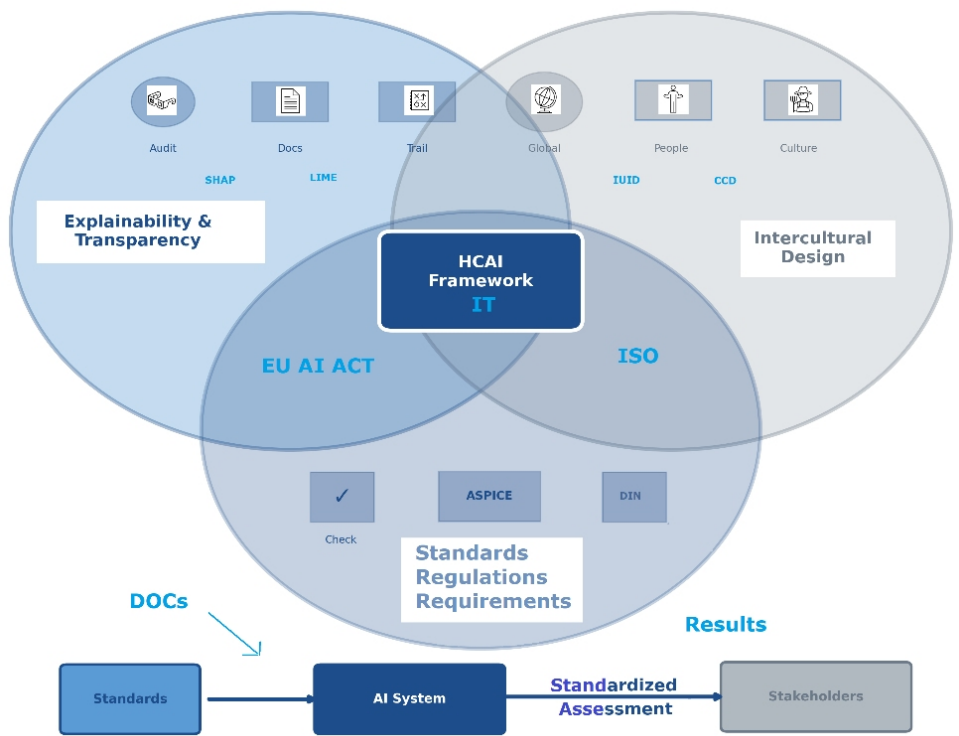 Audit
Docs
Trail
Global
People
Culture
SHAP
LIME
IUID
CCD
Explainability &
Transparency
Intercultural
Design
HCAI
Framework
IT
EU AI ACT
ISO
✓
ASPICE
DIN
Check
Standards
Regulations
Requirements
DOCs
Results
Standards
AI System
Standardized
Assessment
Stakeholders